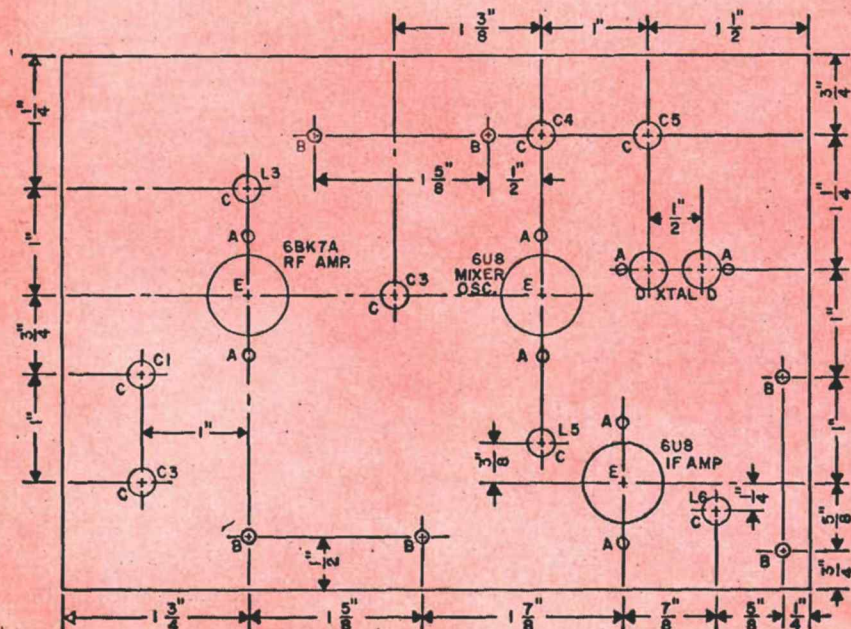 1 3/8" 1" 1 1/2"
1 1/4" 3/4"
C4 C5
B B C C
L3 1 5/8" 1/2" 1 1/4"
C 1/2"
A 6BK7A A
RF AMP. 6U8 A A
1" MIXER
OSC.
E C3 E D XTAL D
C 1"
3/4"
A A
C1
C B
1" 1" A 1"
L5 6U8
3/8" C IF AMP
C3 E
C L6 1/4"
C 5/8"
B B A
1/2" B
3/4"
1 3/4" 1 5/8" 1 7/8" 7/8" 5/8" 1/4"